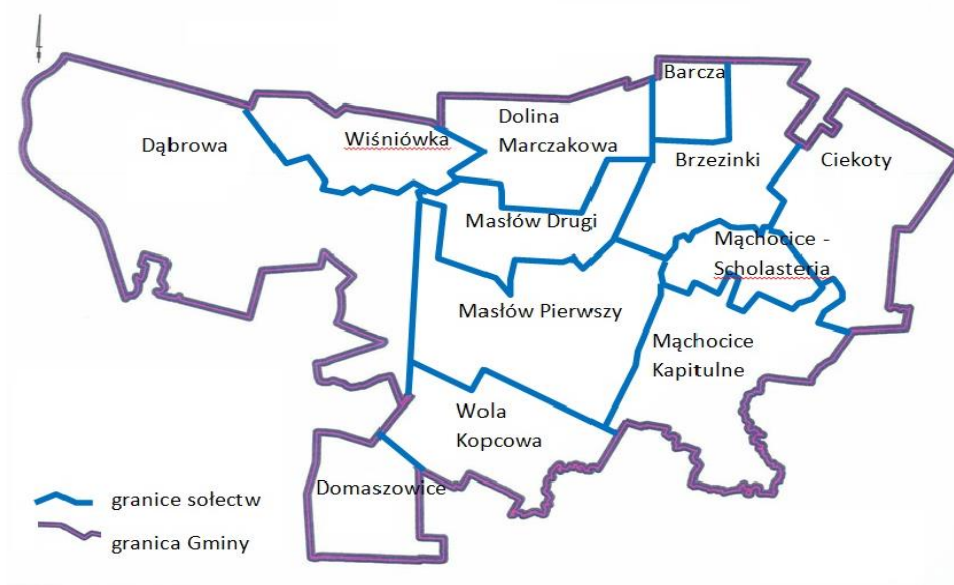 Barcza
Dolina
Marczakowa
Wiśniówka
Dąbrowa
Brzezinki
Ciekoty
Masłów Drugi
Mąchocice -
Scholasteria
Masłów Pierwszy
Mąchocice
Kapitulne
Wola
Kopcowa
Domaszowice
granice sołectw
granica Gminy